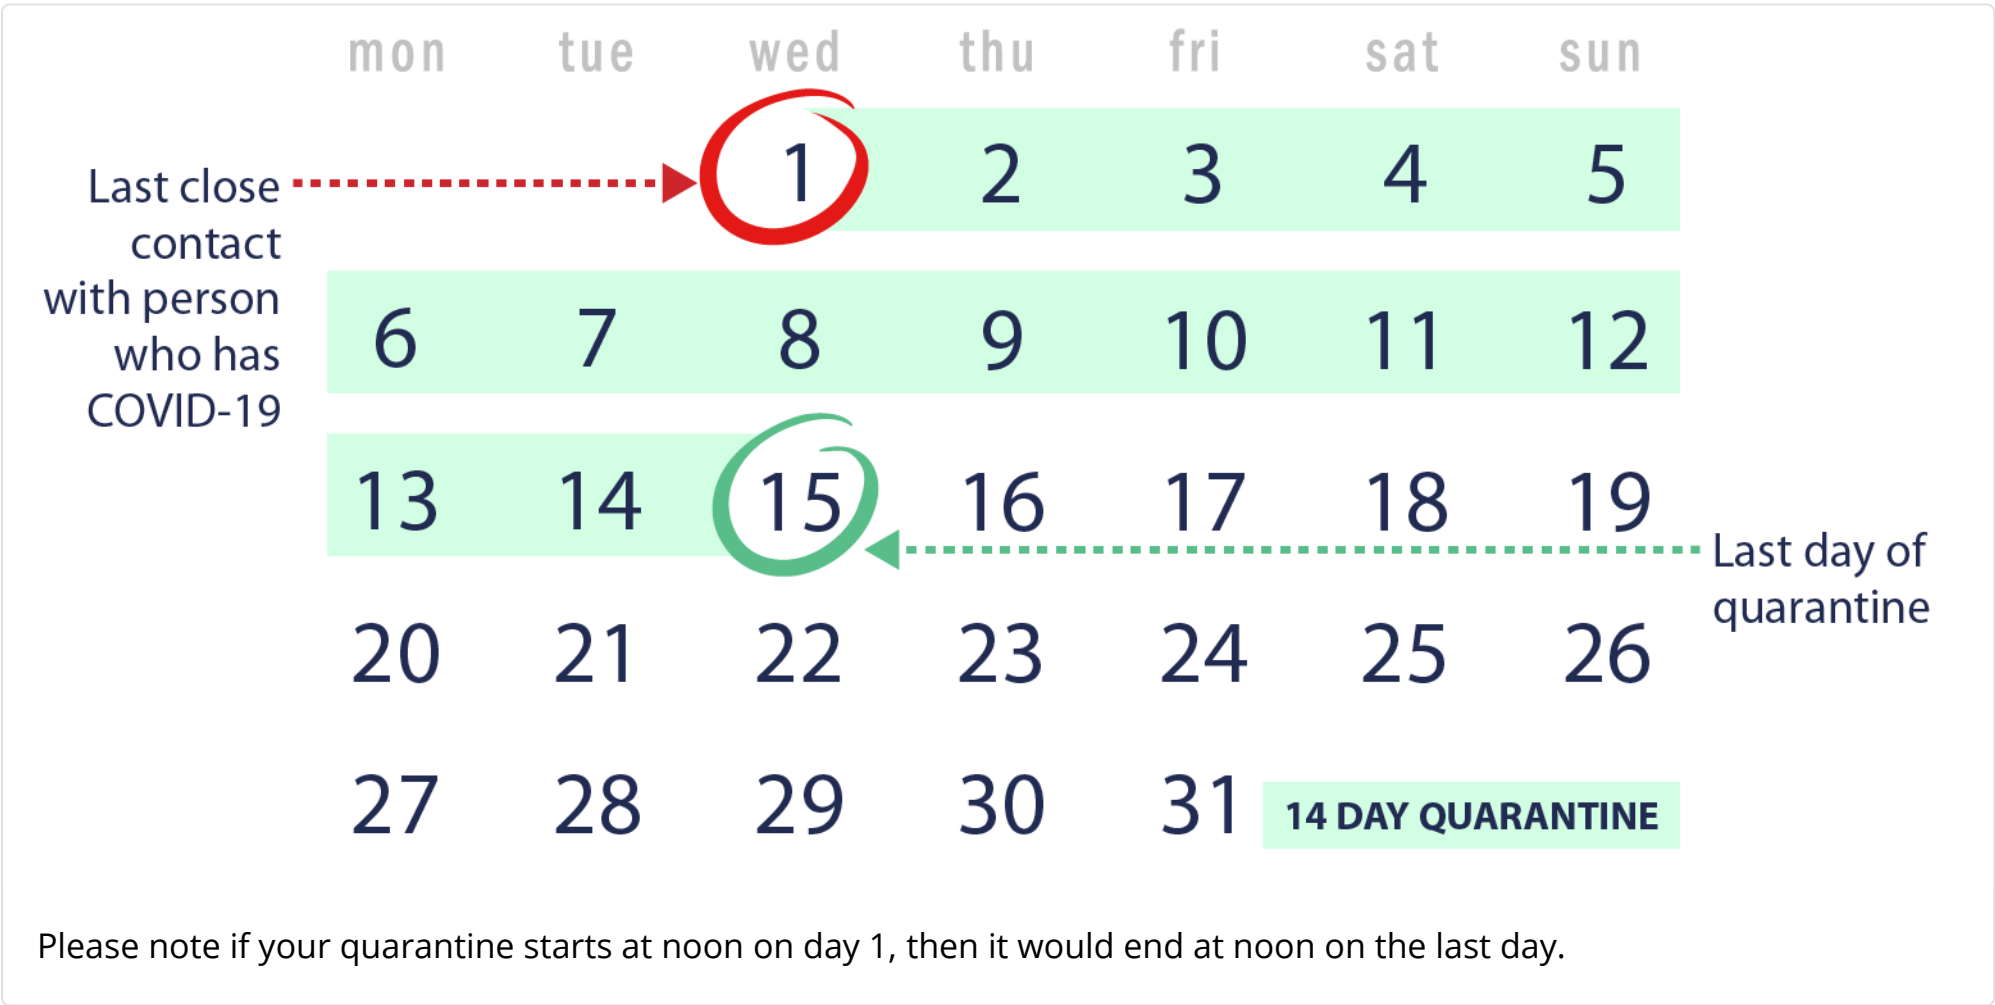 mon tue wed thu fri sat sun
1 2 3 4 5
Last close
contact
with person
who has
COVID-19
6 7 8 9 10 11 12
13 14 15 16 17 18 19
Last day of
quarantine
20 21 22 23 24 25 26
27 28 29 30 31
14 DAY QUARANTINE
Please note if your quarantine starts at noon on day 1, then it would end at noon on the last day.